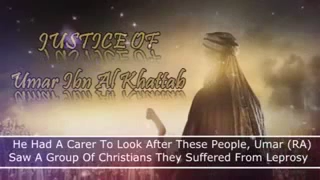 JUSTICE OF
Umar Ibn Al Khattab
He Had A Carer To Look After These People, Umar (RA)
Saw A Group Of Christians They Suffered From Leprosy